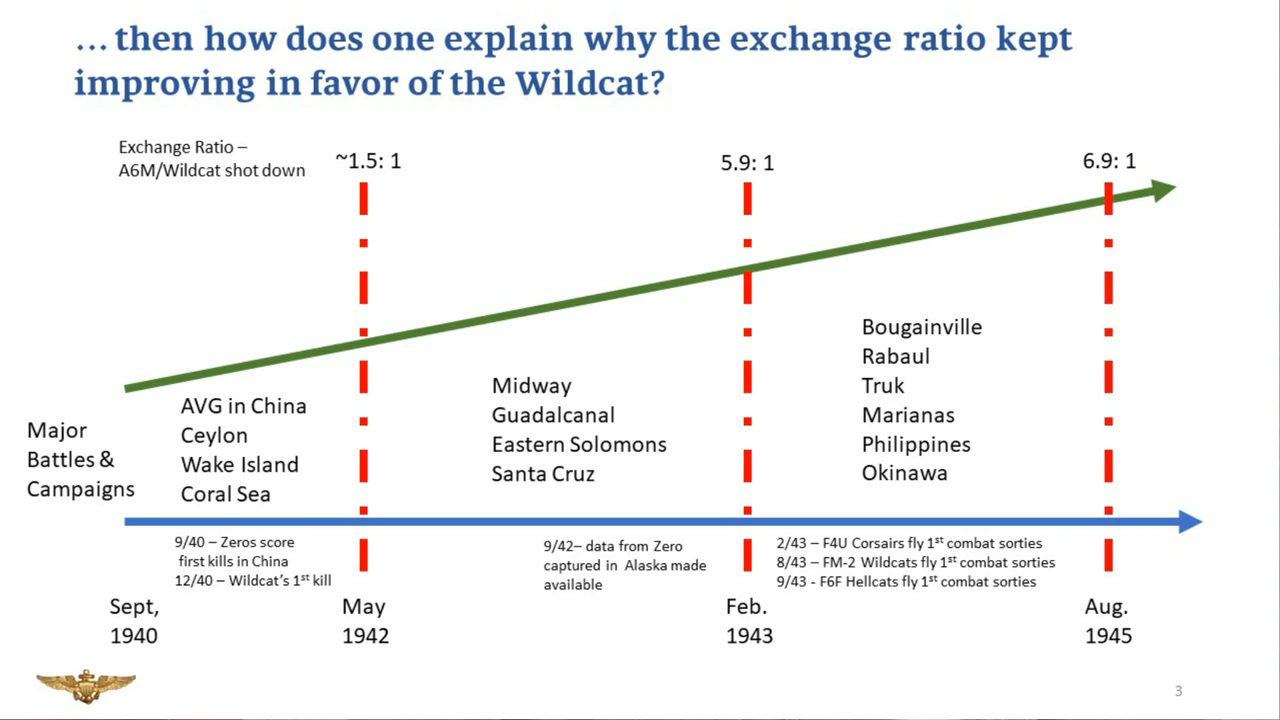 ... then how does one explain why the exchange ratio kept
improving in favor of the Wildcat?
Exchange Ratio –
A6M/Wildcat shot down
~1.5: 1
5.9: 1
6.9: 1
Major
Battles &
Campaigns
AVG in China
Ceylon
Wake Island
Coral Sea
Midway
Guadalcanal
Eastern Solomons
Santa Cruz
Bougainville
Rabaul
Truk
Marianas
Philippines
Okinawa
9/40 – Zeros score
first kills in China
12/40 – Wildcat's 1st kill
9/42– data from Zero
captured in Alaska made
available
2/43 – F4U Corsairs fly 1st combat sorties
8/43 – FM-2 Wildcats fly 1st combat sorties
9/43 - F6F Hellcats fly 1st combat sorties
Sept,
1940
May
1942
Feb.
1943
Aug.
1945
3